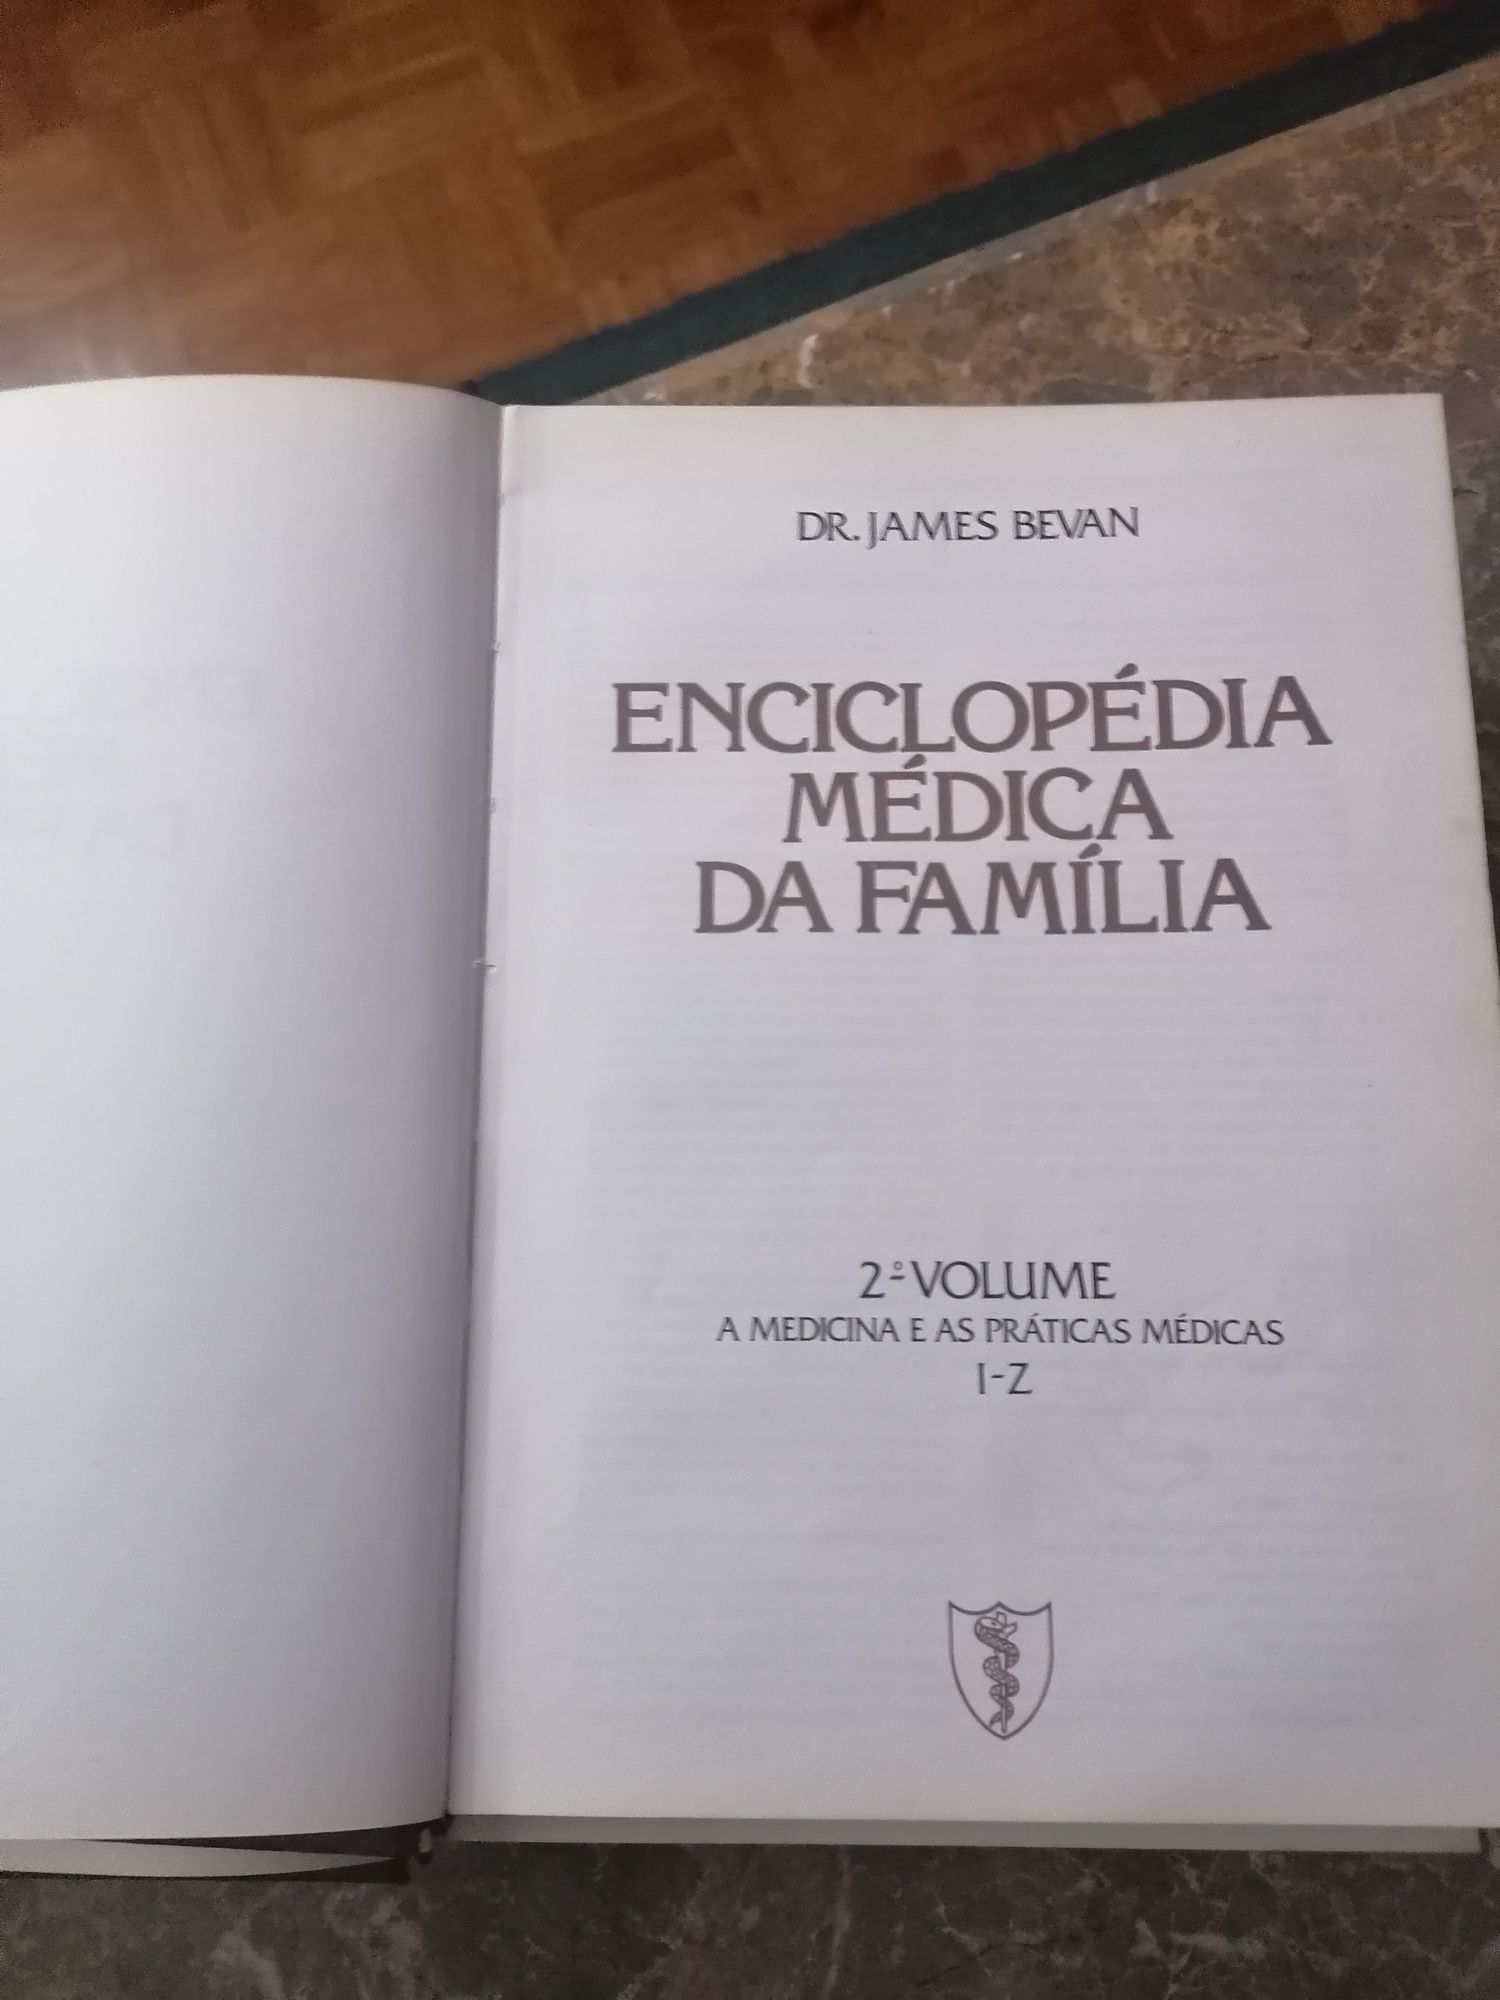 DR. JAMES BEVAN
ENCICLOPÉDIA
MÉDICA
DA FAMÍLIA
2.º VOLUME
A MEDICINA E AS PRÁTICAS MÉDICAS
I-Z